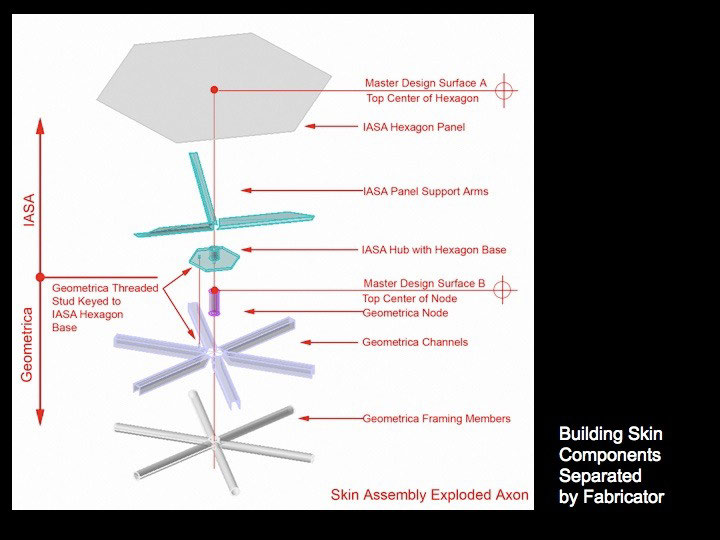 Master Design Surface A
Top Center of Hexagon
IASA Hexagon Panel
IASA
IASA Panel Support Arms
IASA Hub with Hexagon Base
Geometrica Threaded
Stud Keyed to
IASA Hexagon
Base
Master Design Surface B
Top Center of Node
Geometrica Node
Geometrica
Geometrica Channels
Geometrica Framing Members
Skin Assembly Exploded Axon
Building Skin
Components
Separated
by Fabricator